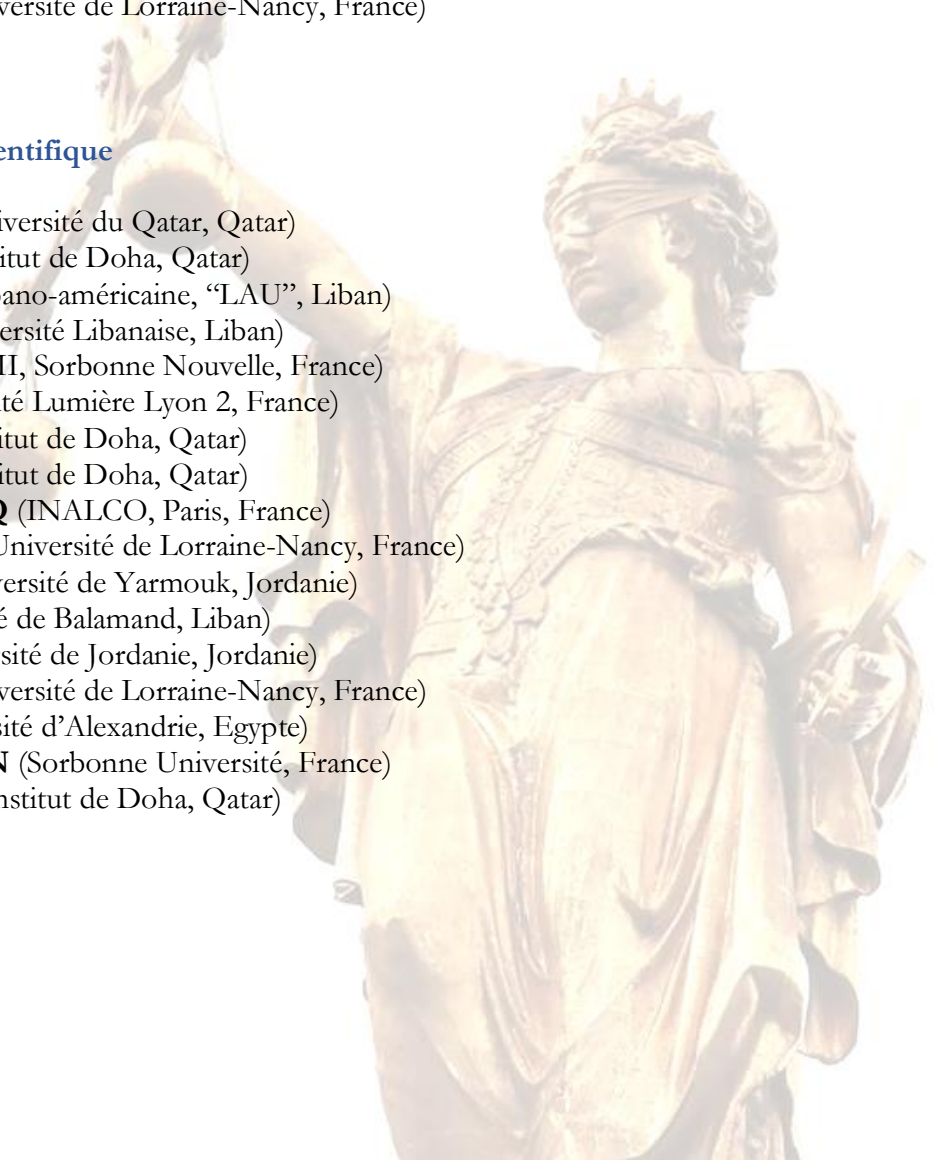 versité de Lorraine-Nancy, France)
entifique
iversité du Qatar, Qatar)
itut de Doha, Qatar)
ano-américaine, “LAU”, Liban)
ersité Libanaise, Liban)
II, Sorbonne Nouvelle, France)
té Lumière Lyon 2, France)
itut de Doha, Qatar)
itut de Doha, Qatar)
Q (INALCO, Paris, France)
Université de Lorraine-Nancy, France)
versité de Yarmouk, Jordanie)
é de Balamand, Liban)
sité de Jordanie, Jordanie)
versité de Lorraine-Nancy, France)
sité d’Alexandrie, Egypte)
N (Sorbonne Université, France)
nstitut de Doha, Qatar)